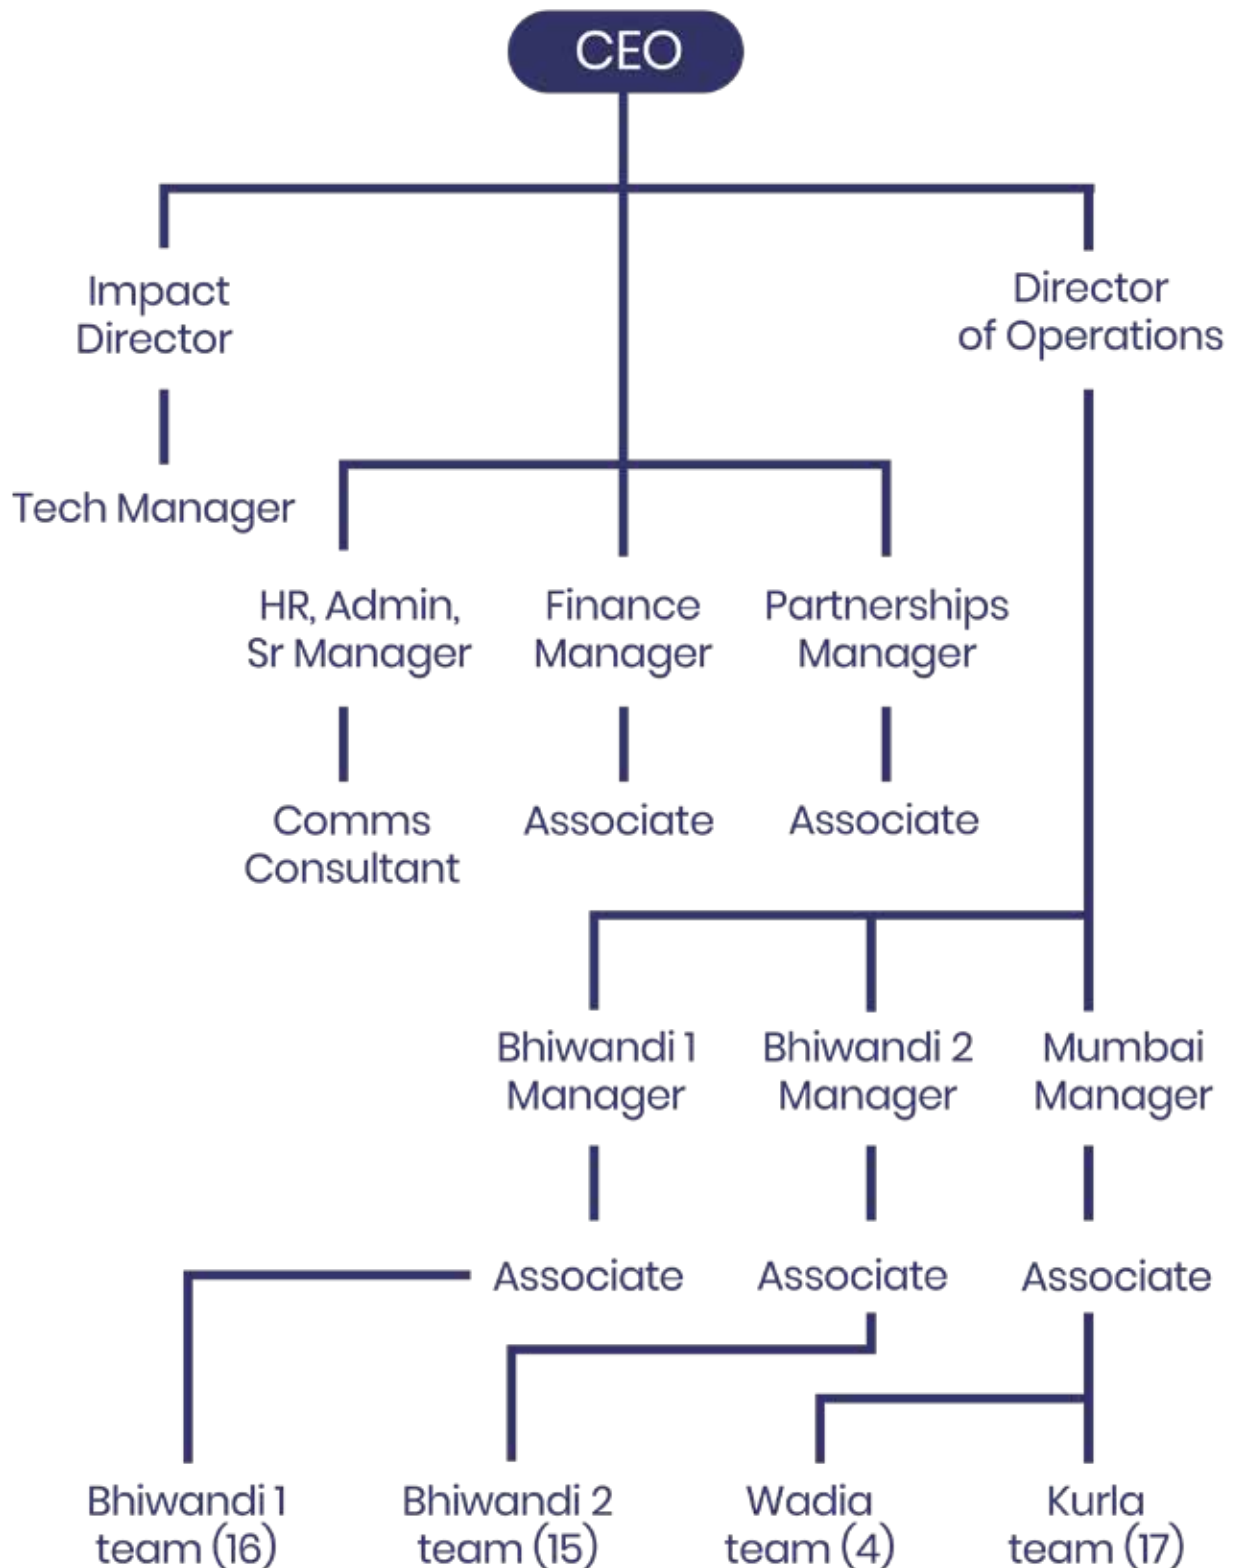 CEO
Impact
Director
Director
of Operations
Tech Manager
HR, Admin,
Sr Manager
Finance
Manager
Partnerships
Manager
Comms
Consultant
Associate
Associate
Bhiwandi 1
Manager
Bhiwandi 2
Manager
Mumbai
Manager
Associate
Associate
Associate
Bhiwandi 1
team (16)
Bhiwandi 2
team (15)
Wadia
team (4)
Kurla
team (17)